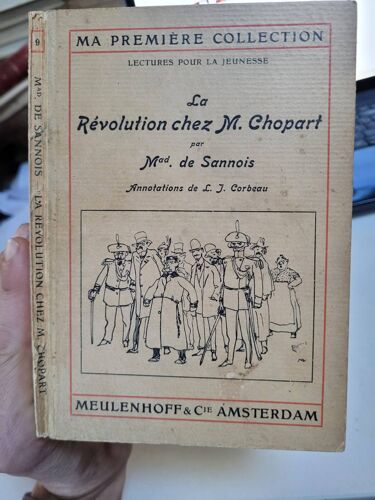 MA PREMIÈRE COLLECTION
LECTURES POUR LA JEUNESSE
La
Révolution chez M. Chopart
par
Mad. de Sannois
Annotations de L. J. Corbeau
MEULENHOFF & Cie AMSTERDAM
9
MAD. DE SANNOIS — LA RÉVOLUTION CHEZ M. CHOPART